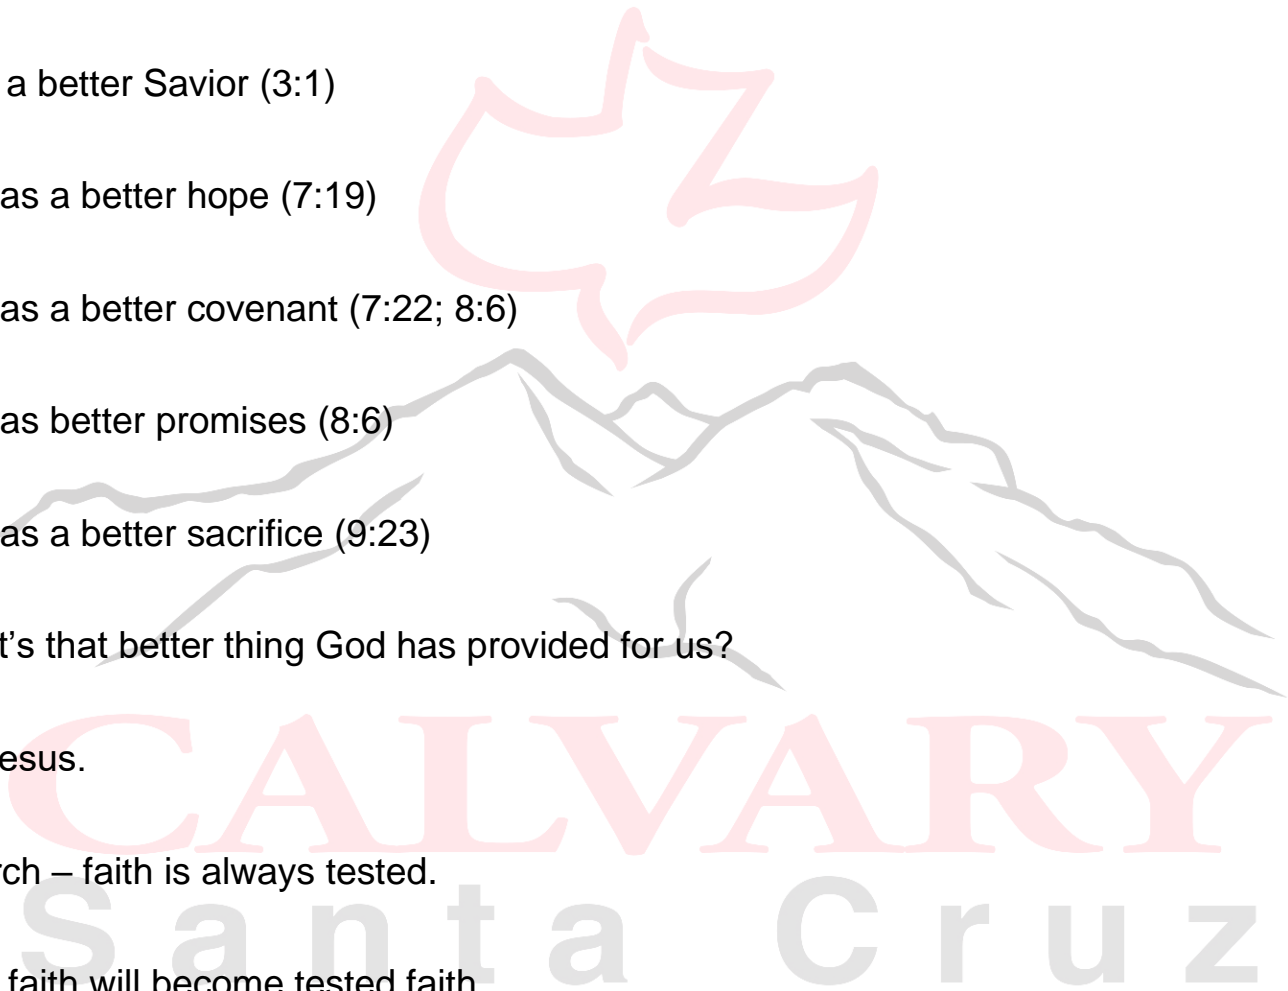 a better Savior (3:1)
as a better hope (7:19)
as a better covenant (7:22; 8:6)
as better promises (8:6)
as a better sacrifice (9:23)
t’s that better thing God has provided for us?
esus.
CALVARY
rch – faith is always tested.
Santa Cruz
faith will become tested faith